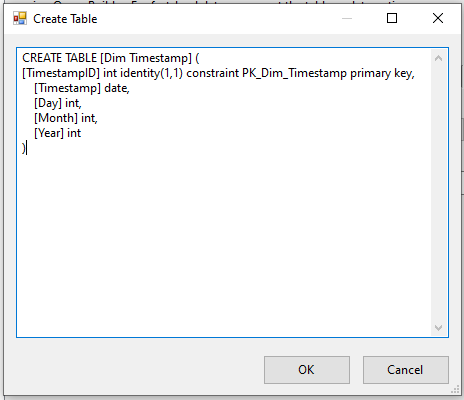 Create Table
CREATE TABLE [Dim Timestamp] (
[TimestampID] int identity(1,1) constraint PK_Dim_Timestamp primary key,
[Timestamp] date,
[Day] int,
[Month] int,
[Year] int
)
OK
Cancel